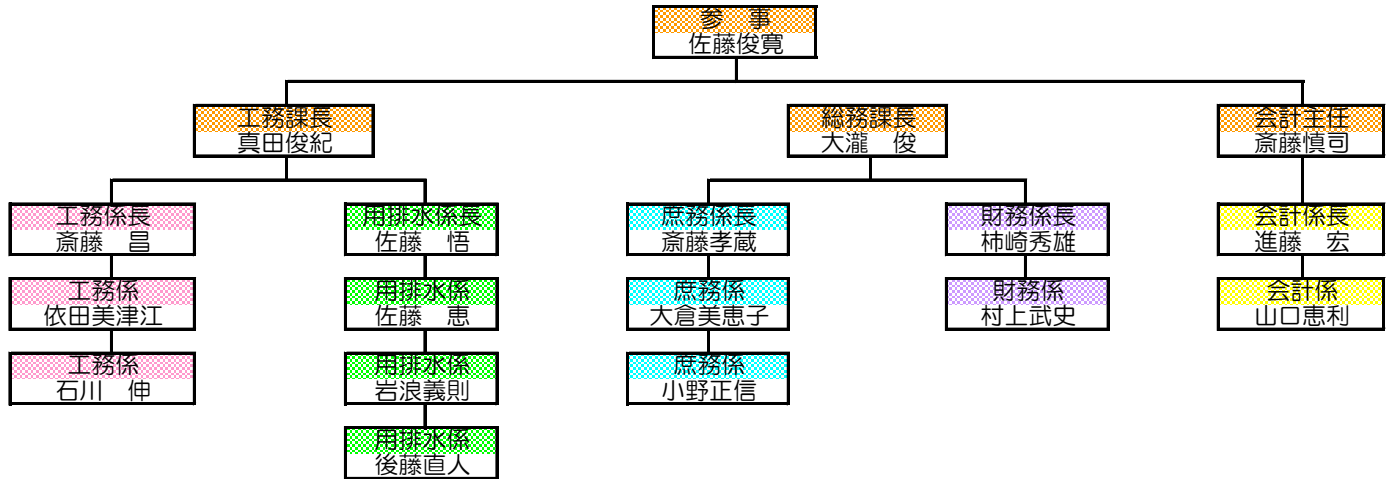 参　事
佐藤俊寛
工務課長
真田俊紀
総務課長
大瀧　俊
会計主任
斎藤慎司
工務係長
斎藤　昌
用排水係長
佐藤　悟
庶務係長
斎藤孝蔵
財務係長
柿崎秀雄
会計係長
進藤　宏
工務係
依田美津江
用排水係
佐藤　恵
庶務係
大倉美恵子
財務係
村上武史
会計係
山口恵利
工務係
石川　伸
用排水係
岩浪義則
庶務係
小野正信
用排水係
後藤直人